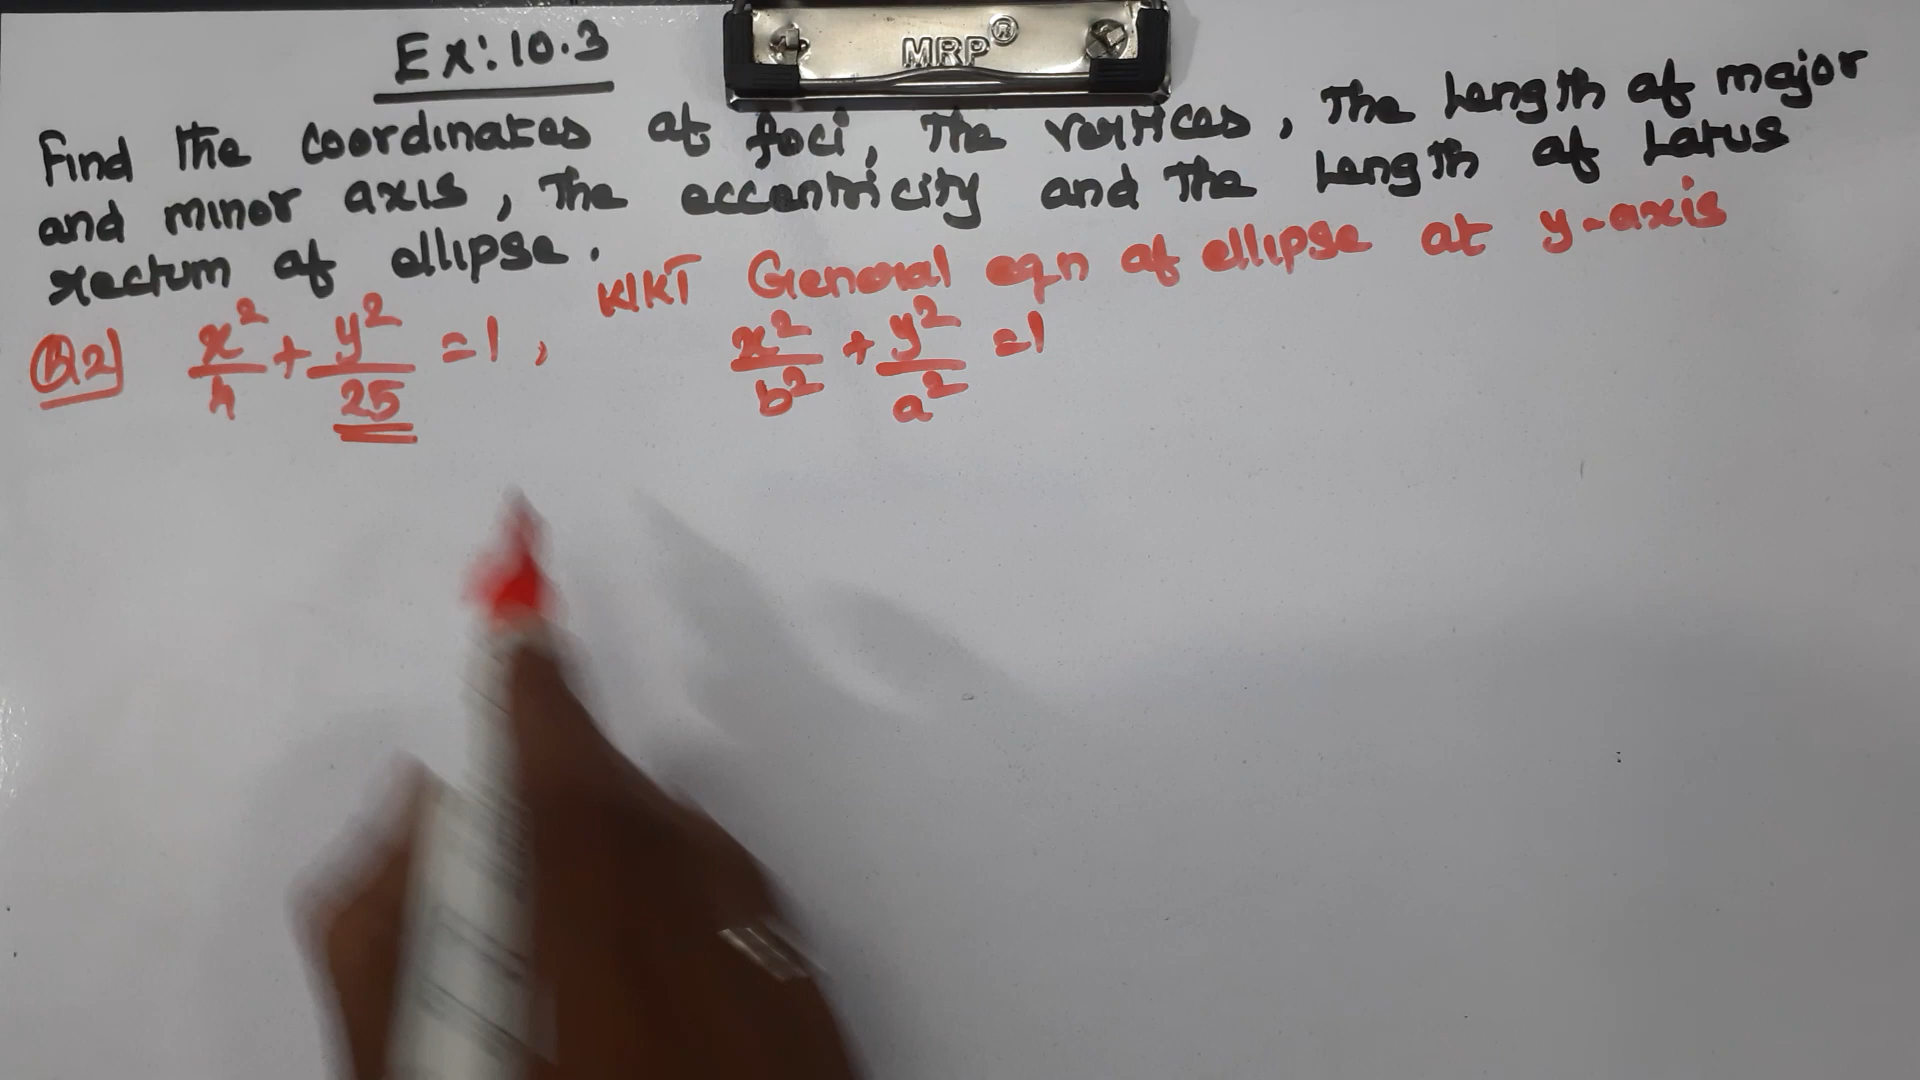 MRP®
Ex: 10.3
Find the coordinates of foci, The vertices, The length of major
and minor axis, The eccentricity and The Length of Latus
rectum of ellipse.
KIKT General eqn of ellipse at y-axis
Q2] x²/4 + y²/25 = 1, x²/b² + y²/a² = 1